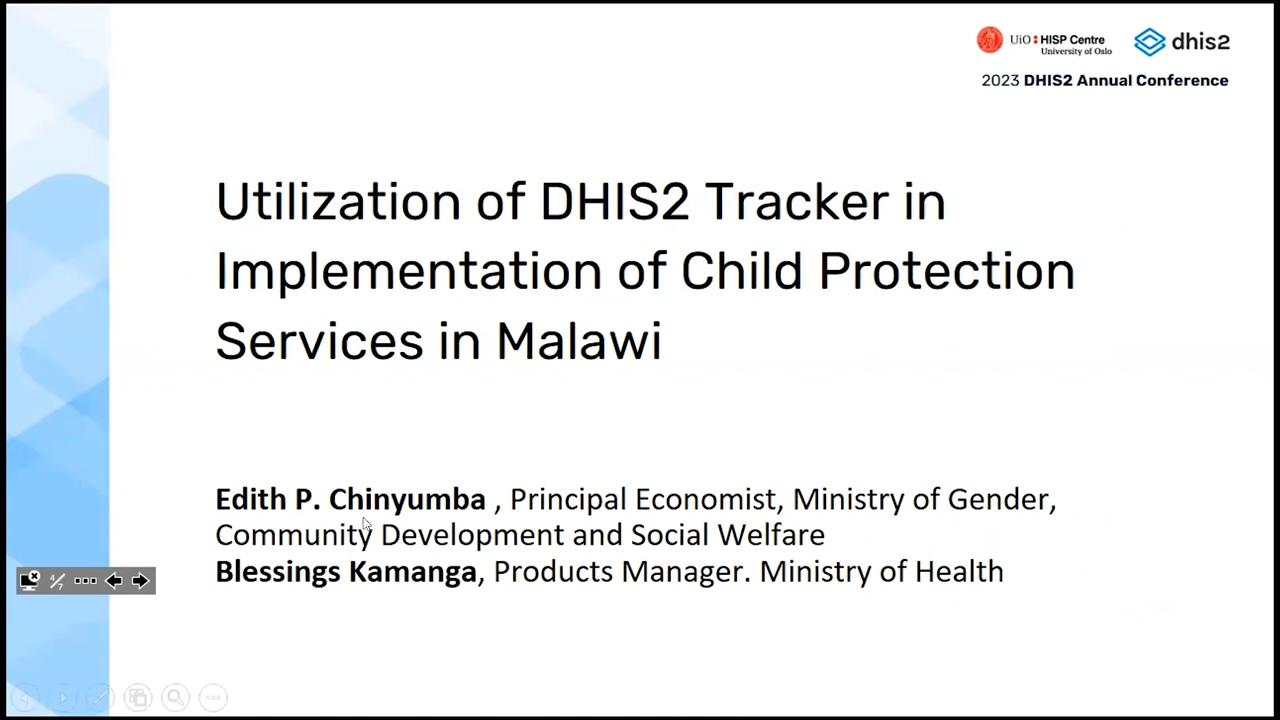 UiO : HISP Centre
University of Oslo
dhis2
2023 DHIS2 Annual Conference
Utilization of DHIS2 Tracker in
Implementation of Child Protection
Services in Malawi
Edith P. Chinyumba , Principal Economist, Ministry of Gender,
Community Development and Social Welfare
Blessings Kamanga, Products Manager. Ministry of Health
4/7